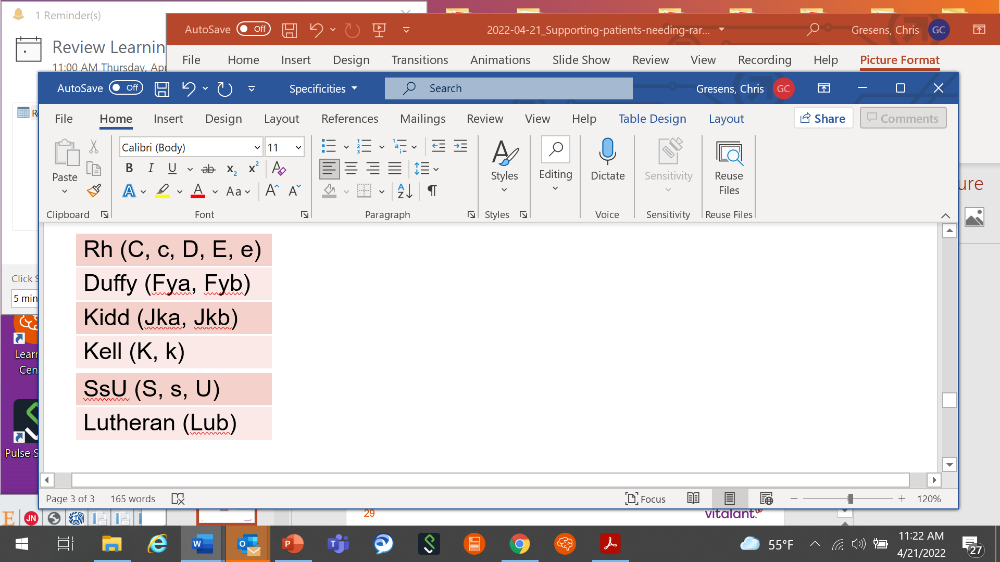 1 Reminder(s)
Review Learnin
11:00 AM Thursday, Ap
AutoSave Off
2022-04-21_Supporting-patients-needing-rar...
Gresens, Chris GC
File Home Insert Design Transitions Animations Slide Show Review View Recording Help Picture Format
AutoSave Off
Specificities
Search
Gresens, Chris GC
File Home Insert Design Layout References Mailings Review View Help Table Design Layout
Share Comments
Paste
Calibri (Body) 11
Styles
Editing
Dictate
Sensitivity
Reuse
Files
Clipboard Font Paragraph Styles Voice Sensitivity Reuse Files
ure
Rh (C, c, D, E, e)
Duffy (Fya, Fyb)
Kidd (Jka, Jkb)
Kell (K, k)
SsU (S, s, U)
Lutheran (Lub)
Click S
5 min
Lear
Cen
Pulse S
Page 3 of 3 165 words
Focus
120%
29
vitalant
55°F
11:22 AM
4/21/2022
27